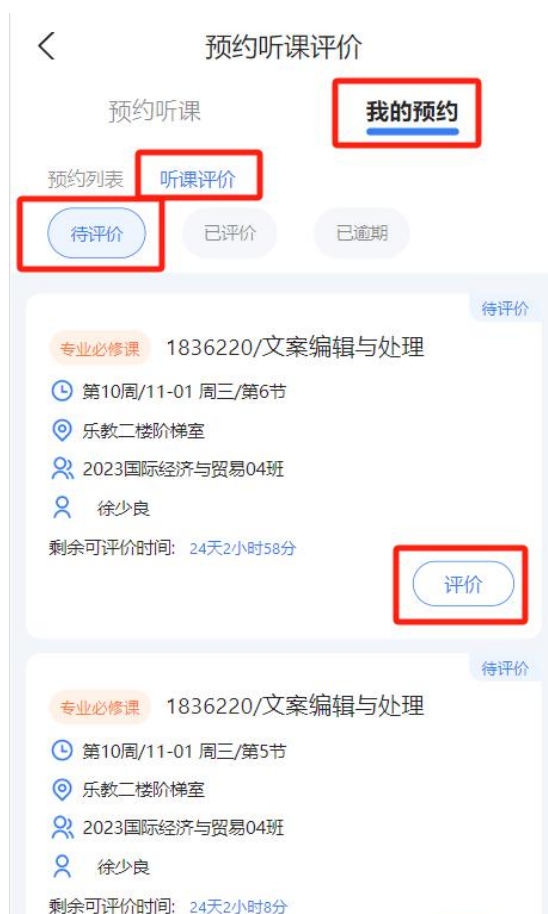 预约听课评价
预约听课 我的预约
预约列表 听课评价
待评价 已评价 已逾期
待评价
专业必修课 1836220/文案编辑与处理
第10周/11-01 周三/第6节
乐教二楼阶梯室
2023国际经济与贸易04班
徐少良
剩余可评价时间: 24天2小时58分
评价
待评价
专业必修课 1836220/文案编辑与处理
第10周/11-01 周三/第5节
乐教二楼阶梯室
2023国际经济与贸易04班
徐少良
剩余可评价时间: 24天2小时8分